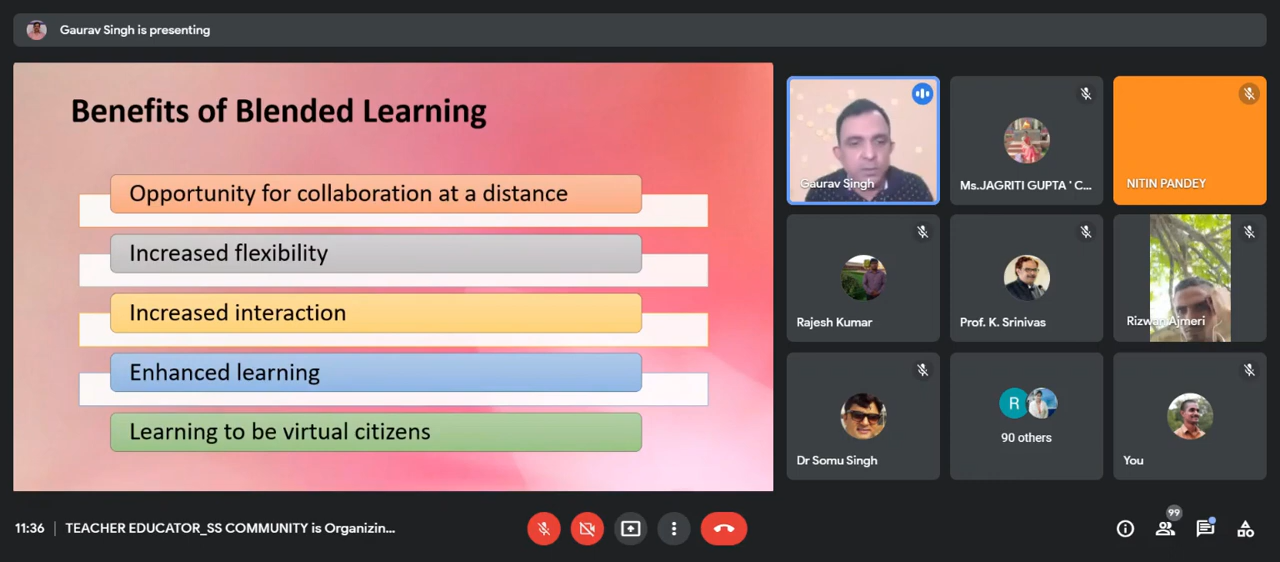 Gaurav Singh is presenting
Benefits of Blended Learning
Opportunity for collaboration at a distance
Increased flexibility
Increased interaction
Enhanced learning
Learning to be virtual citizens
Gaurav Singh
Ms.JAGRITI GUPTA ' C...
NITIN PANDEY
Rajesh Kumar
Prof. K. Srinivas
Rizwan Ajmeri
Dr Somu Singh
R
90 others
You
11:36 | TEACHER EDUCATOR_SS COMMUNITY is Organizin...
99